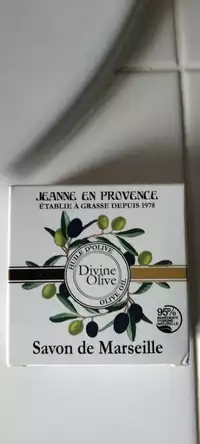 JEANNE EN PROVENCE
ÉTABLIE À GRASSE DEPUIS 1978
HUILE D'OLIVE
Divine
Olive
OLIVE OIL
95%
Savon de Marseille